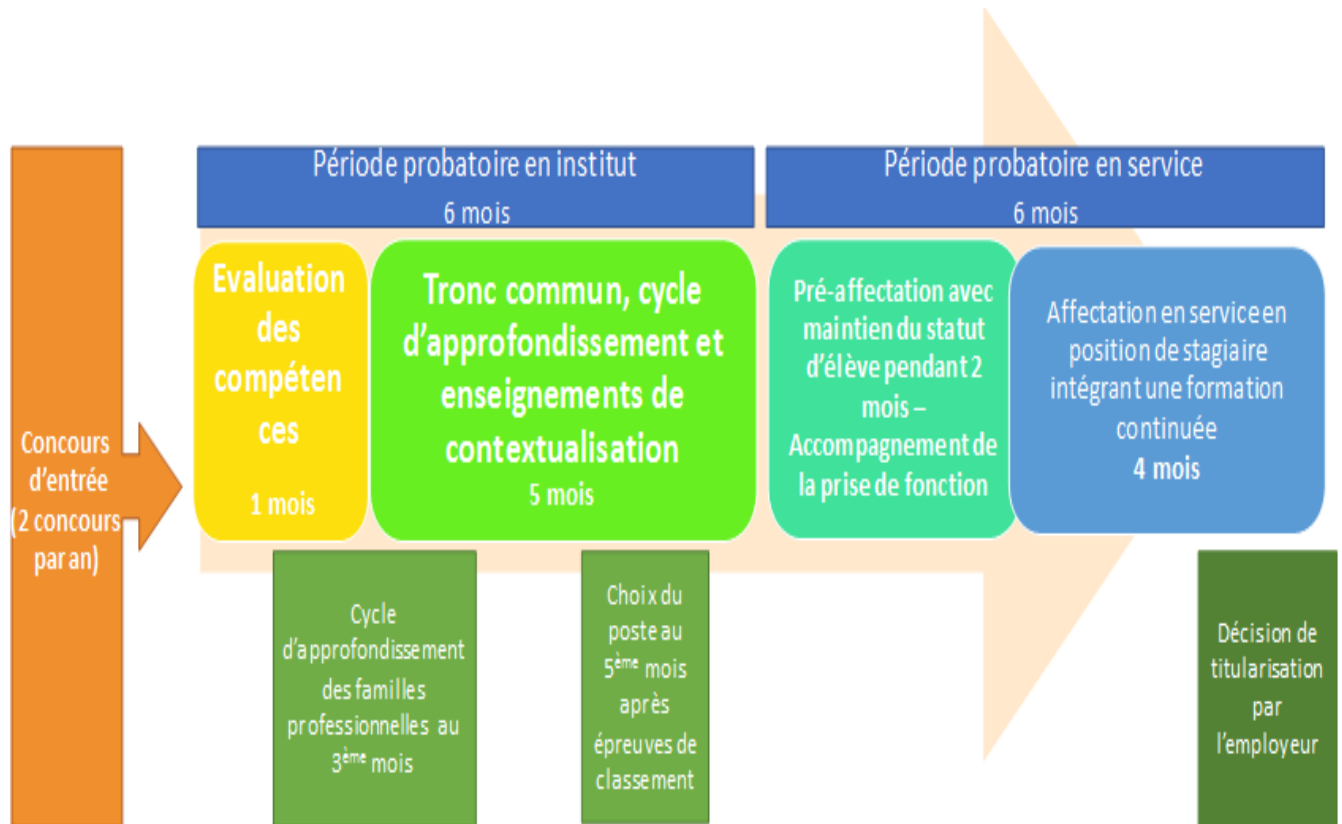 Concours
d'entrée
(2 concours
par an)
Période probatoire en institut
6 mois
Evaluation
des
compéten
ces
1 mois
Tronc commun, cycle
d'approfondissement et
enseignements de
contextualisation
5 mois
Cycle
d'approfondissement
des familles
professionnelles au
3ème mois
Choix du
poste au
5ème mois
après
épreuves de
classement
Période probatoire en service
6 mois
Pré-affectation avec
maintien du statut
d'élève pendant 2
mois –
Accompagnement de
la prise de fonction
Affectation en service en
position de stagiaire
intégrant une formation
continuée
4 mois
Décision de
titularisation
par
l'employeur